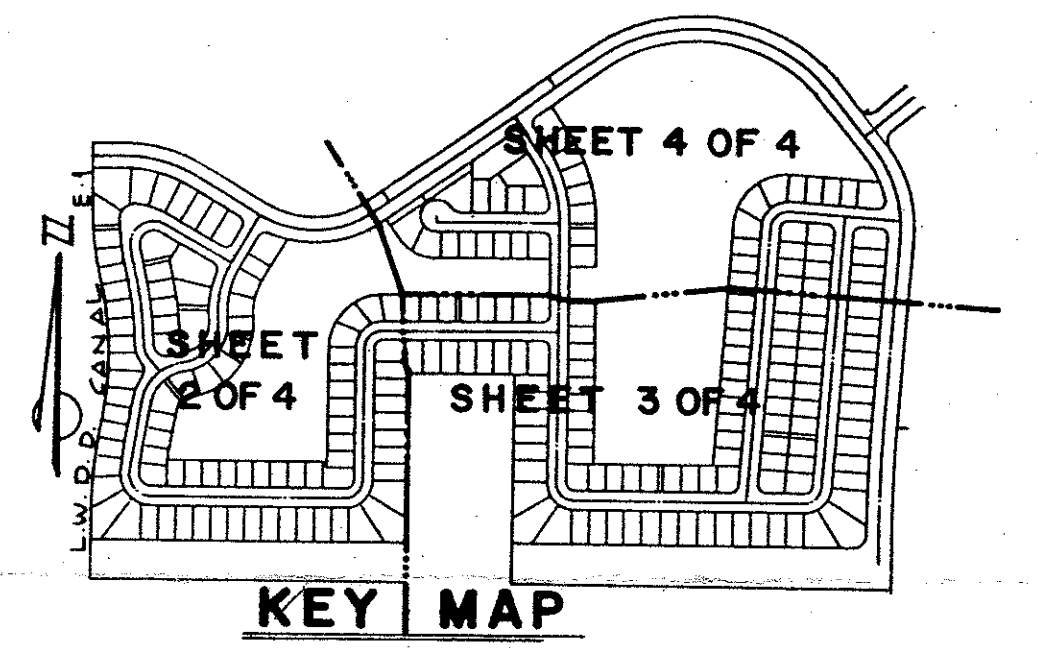 SHEET 4 OF 4
SHEET
2 OF 4
SHEET 3 OF 4
L.W.D.D. CANAL E-1
N
KEY MAP